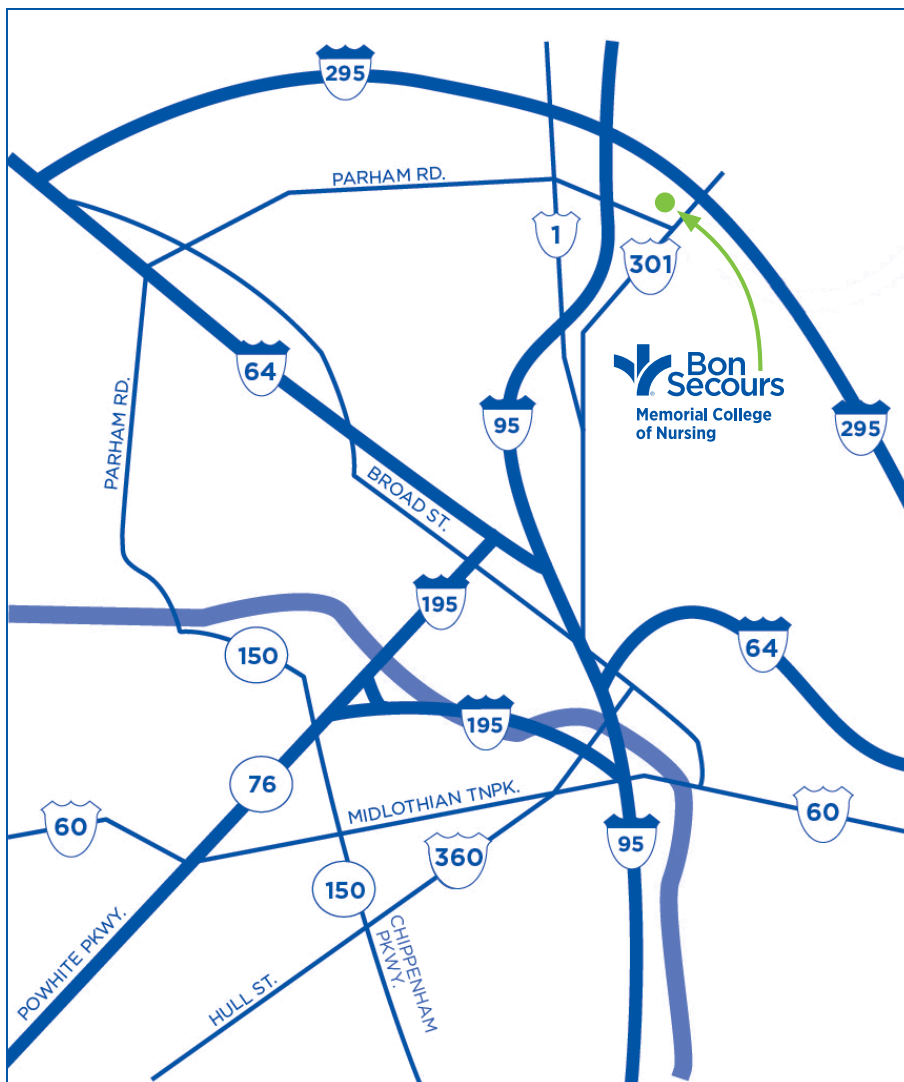 295
PARHAM RD.
1
301
64
Bon
Secours
®
Memorial College
of Nursing
PARHAM RD.
95
295
BROAD ST.
195
150
64
195
76
MIDLOTHIAN TNPK.
60
60
360
95
150
CHIPPENHAM
PKWY.
POWHITE PKWY.
HULL ST.